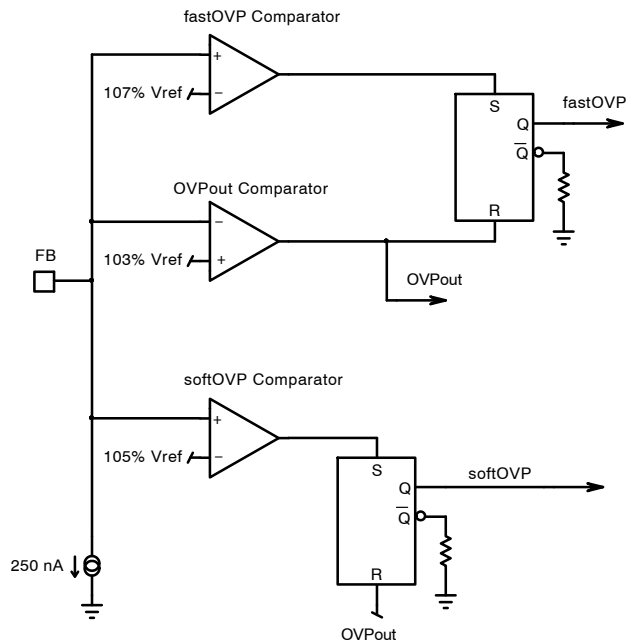 fastOVP Comparator
+
107% Vref
−
S
fastOVP
Q
Q
R
OVPout Comparator
−
103% Vref
+
OVPout
FB
softOVP Comparator
+
105% Vref
−
S
softOVP
Q
Q
R
250 nA
OVPout